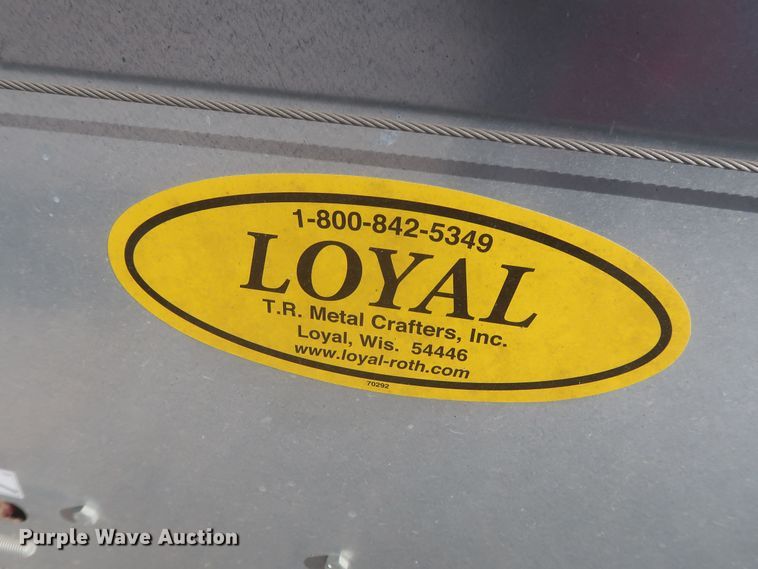 1-800-842-5349
LOYAL
T.R. Metal Crafters, Inc.
Loyal, Wis. 54446
www.loyal-roth.com
70292
Purple Wave Auction